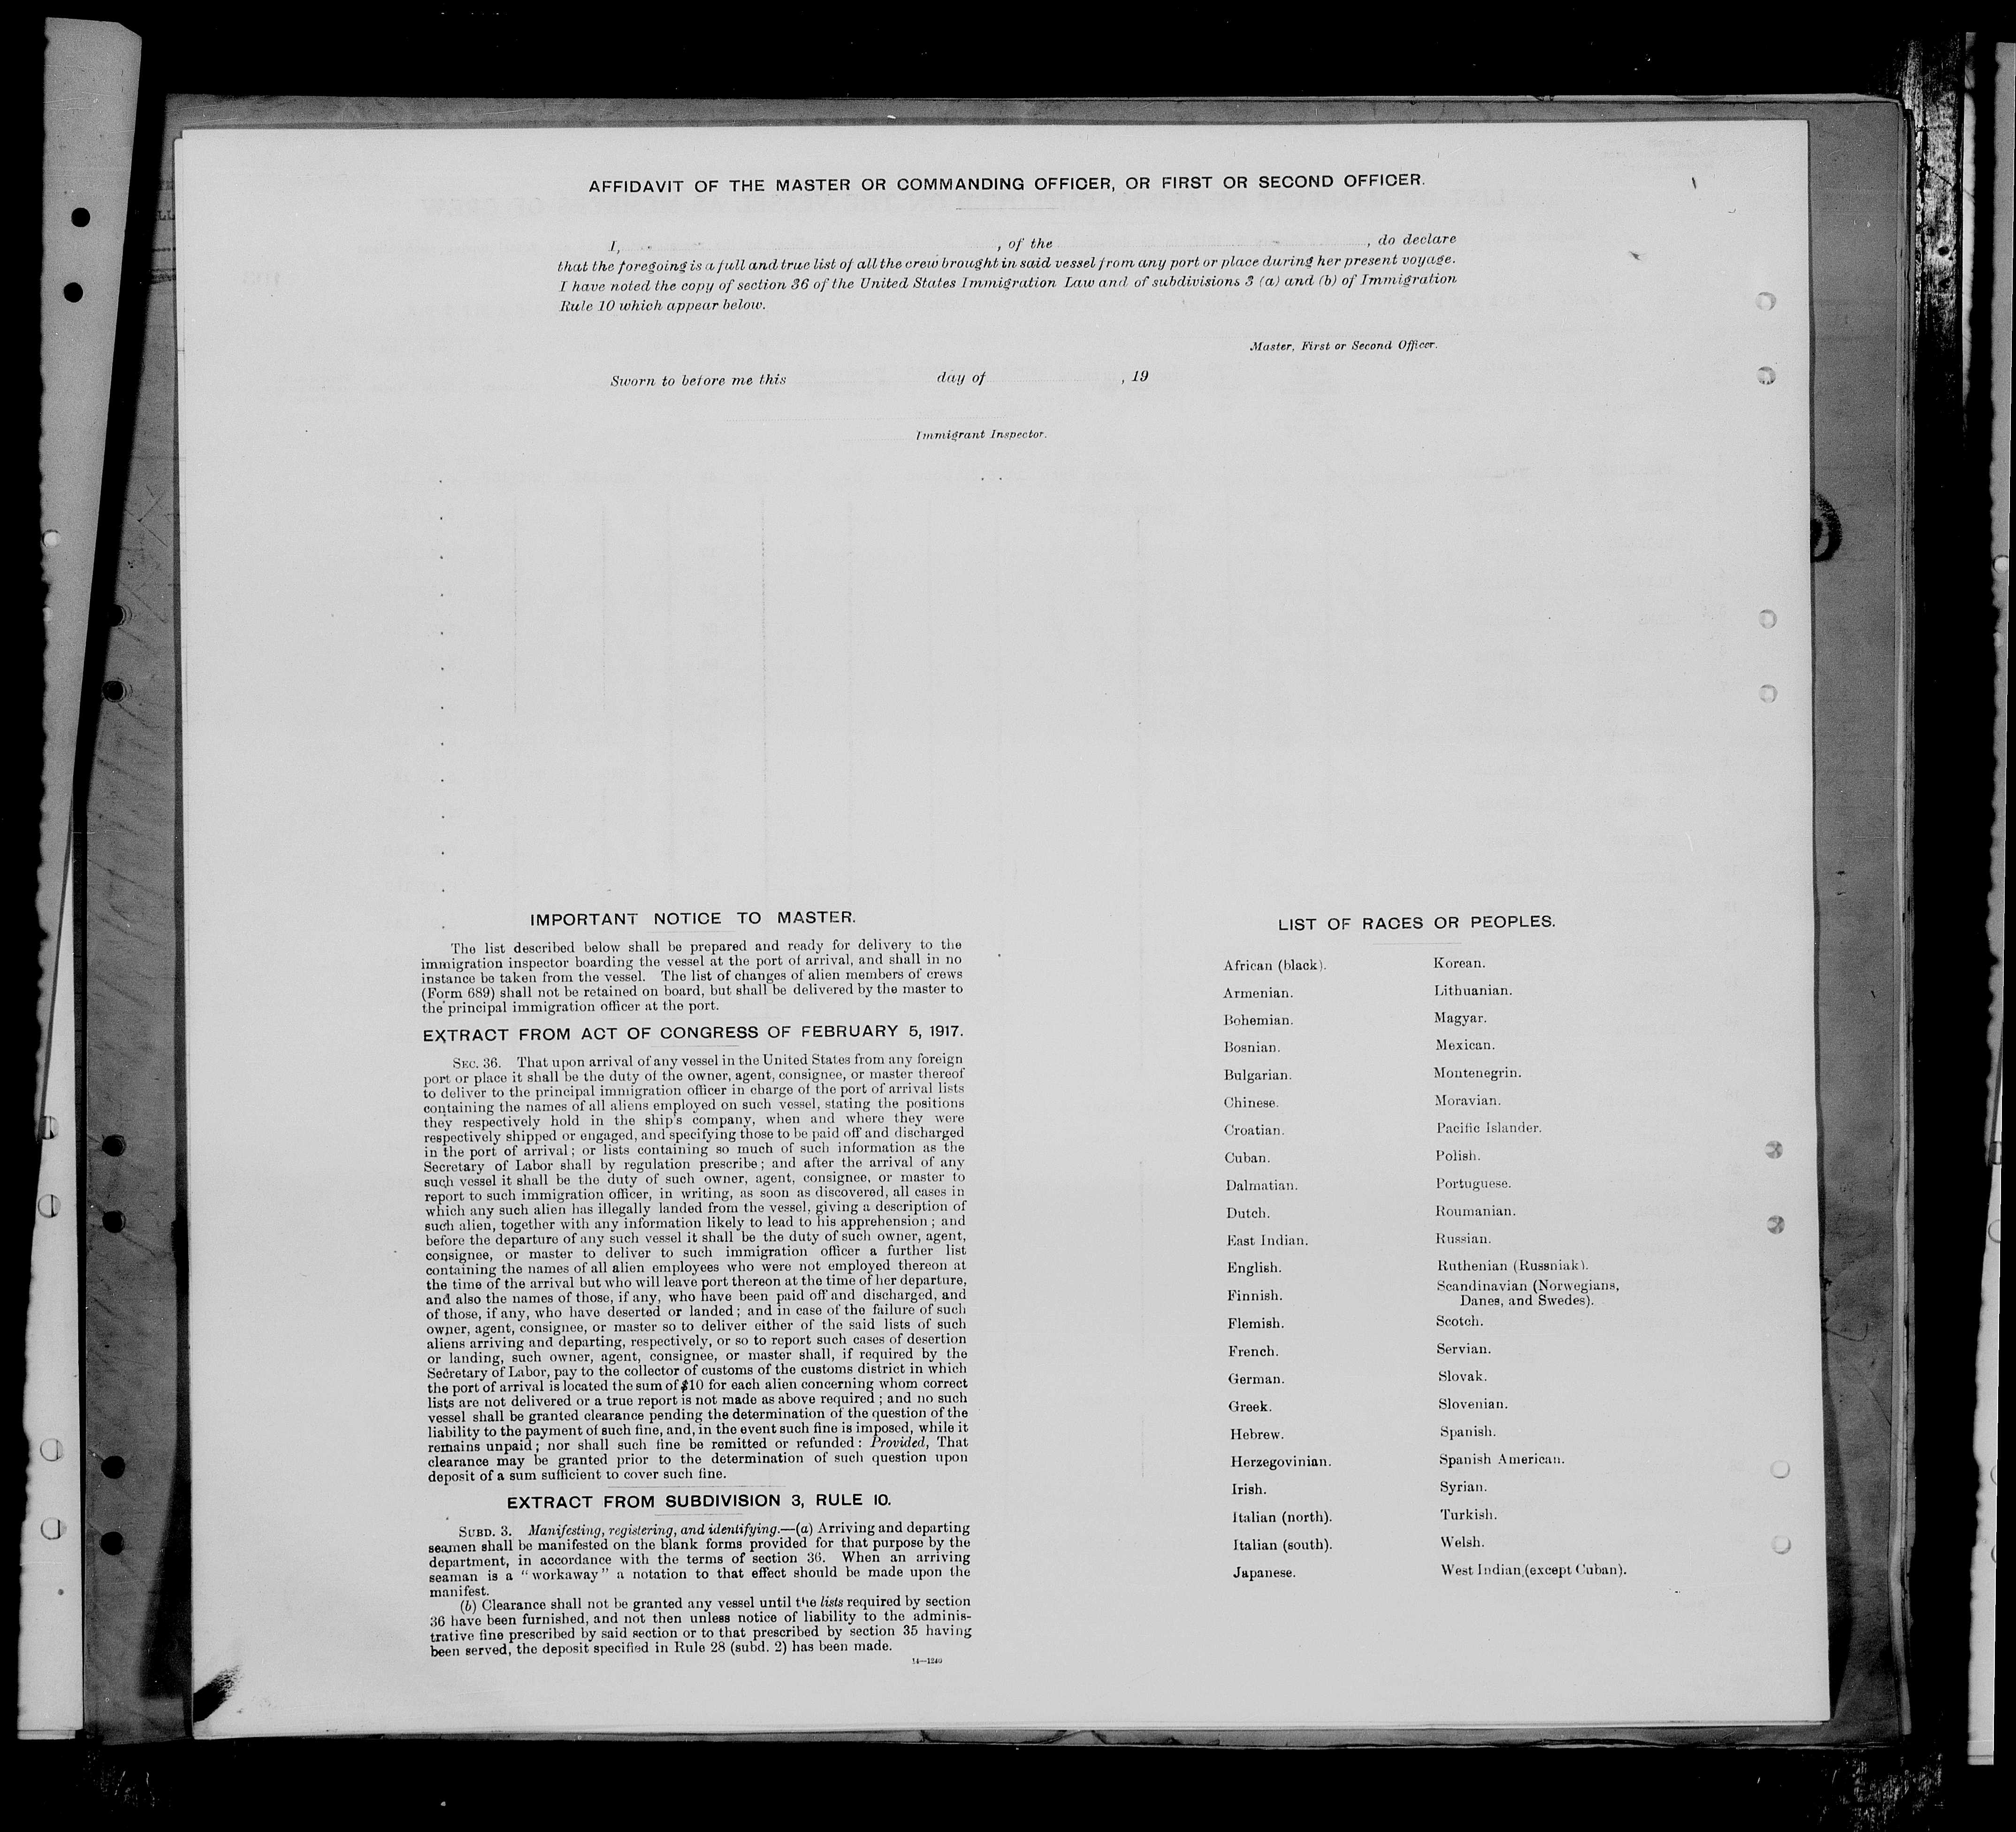 AFFIDAVIT OF THE MASTER OR COMMANDING OFFICER, OR FIRST OR SECOND OFFICER.
I, , of the , do declare
that the foregoing is a full and true list of all the crew brought in said vessel from any port or place during her present voyage.
I have noted the copy of section 36 of the United States Immigration Law and of subdivisions 3 (a) and (b) of Immigration
Rule 10 which appear below.
Master, First or Second Officer.
Sworn to before me this day of , 19
Immigrant Inspector.
IMPORTANT NOTICE TO MASTER.
The list described below shall be prepared and ready for delivery to the
immigration inspector boarding the vessel at the port of arrival, and shall in no
instance be taken from the vessel. The list of changes of alien members of crews
(Form 689) shall not be retained on board, but shall be delivered by the master to
the principal immigration officer at the port.
EXTRACT FROM ACT OF CONGRESS OF FEBRUARY 5, 1917.
SEC. 36. That upon arrival of any vessel in the United States from any foreign
port or place it shall be the duty of the owner, agent, consignee, or master thereof
to deliver to the principal immigration officer in charge of the port of arrival lists
containing the names of all aliens employed on such vessel, stating the positions
they respectively hold in the ship's company, when and where they were
respectively shipped or engaged, and specifying those to be paid off and discharged
in the port of arrival; or lists containing so much of such information as the
Secretary of Labor shall by regulation prescribe; and after the arrival of any
such vessel it shall be the duty of such owner, agent, consignee, or master to
report to such immigration officer, in writing, as soon as discovered, all cases in
which any such alien has illegally landed from the vessel, giving a description of
such alien, together with any information likely to lead to his apprehension; and
before the departure of any such vessel it shall be the duty of such owner, agent,
consignee, or master to deliver to such immigration officer a further list
containing the names of all alien employees who were not employed thereon at
the time of the arrival but who will leave port thereon at the time of her departure,
and also the names of those, if any, who have been paid off and discharged, and
of those, if any, who have deserted or landed; and in case of the failure of such
owner, agent, consignee, or master so to deliver either of the said lists of such
aliens arriving and departing, respectively, or so to report such cases of desertion
or landing, such owner, agent, consignee, or master shall, if required by the
Secretary of Labor, pay to the collector of customs of the customs district in which
the port of arrival is located the sum of $10 for each alien concerning whom correct
lists are not delivered or a true report is not made as above required; and no such
vessel shall be granted clearance pending the determination of the question of the
liability to the payment of such fine, and, in the event such fine is imposed, while it
remains unpaid; nor shall such fine be remitted or refunded: Provided, That
clearance may be granted prior to the determination of such question upon
deposit of a sum sufficient to cover such fine.
EXTRACT FROM SUBDIVISION 3, RULE 10.
SUBD. 3. Manifesting, registering, and identifying.—(a) Arriving and departing
seamen shall be manifested on the blank forms provided for that purpose by the
department, in accordance with the terms of section 36. When an arriving
seaman is a "workaway" a notation to that effect should be made upon the
manifest.
(b) Clearance shall not be granted any vessel until the lists required by section
36 have been furnished, and not then unless notice of liability to the adminis-
trative fine prescribed by said section or to that prescribed by section 35 having
been served, the deposit specified in Rule 28 (subd. 2) has been made.
14—1240
LIST OF RACES OR PEOPLES.
African (black).
Armenian.
Bohemian.
Bosnian.
Bulgarian.
Chinese.
Croatian.
Cuban.
Dalmatian.
Dutch.
East Indian.
English.
Finnish.
Flemish.
French.
German.
Greek.
Hebrew.
Herzegovinian.
Irish.
Italian (north).
Italian (south).
Japanese.
Korean.
Lithuanian.
Magyar.
Mexican.
Montenegrin.
Moravian.
Pacific Islander.
Polish.
Portuguese.
Roumanian.
Russian.
Ruthenian (Russniak).
Scandinavian (Norwegians,
Danes, and Swedes).
Scotch.
Servian.
Slovak.
Slovenian.
Spanish.
Spanish American.
Syrian.
Turkish.
Welsh.
West Indian (except Cuban).